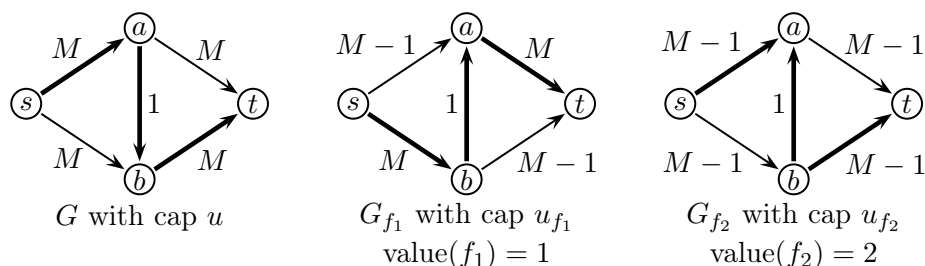 a
a
a
M
M
M − 1
M
M − 1
M − 1
s
1
t
s
1
t
s
1
t
M
M
M
M − 1
M − 1
M − 1
b
b
b
G with cap u
G_{f_1} with cap u_{f_1}
G_{f_2} with cap u_{f_2}
value(f_1) = 1
value(f_2) = 2